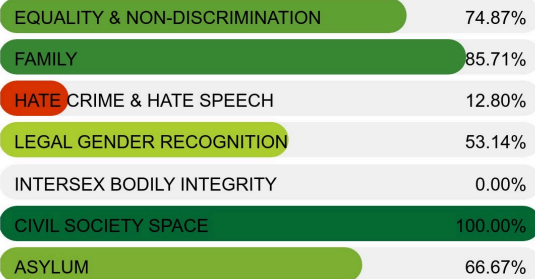 EQUALITY & NON-DISCRIMINATION 74.87%
FAMILY 85.71%
HATE CRIME & HATE SPEECH 12.80%
LEGAL GENDER RECOGNITION 53.14%
INTERSEX BODILY INTEGRITY 0.00%
CIVIL SOCIETY SPACE 100.00%
ASYLUM 66.67%